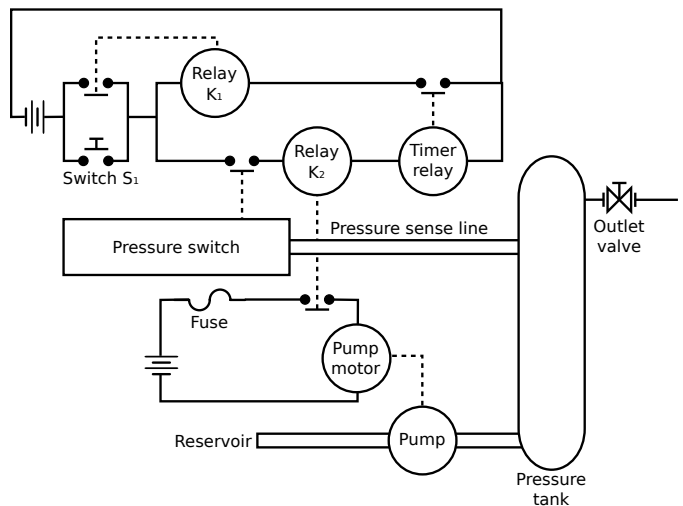 Relay
K₁
Switch S₁
Relay
K₂
Timer
relay
Pressure switch
Pressure sense line
Outlet
valve
Fuse
Pump
motor
Reservoir
Pump
Pressure
tank